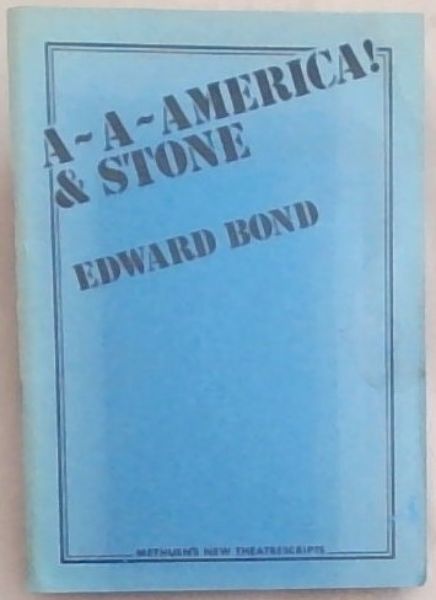 A~A~AMERICA!
& STONE
EDWARD BOND
METHUEN'S NEW THEATRESCRIPTS